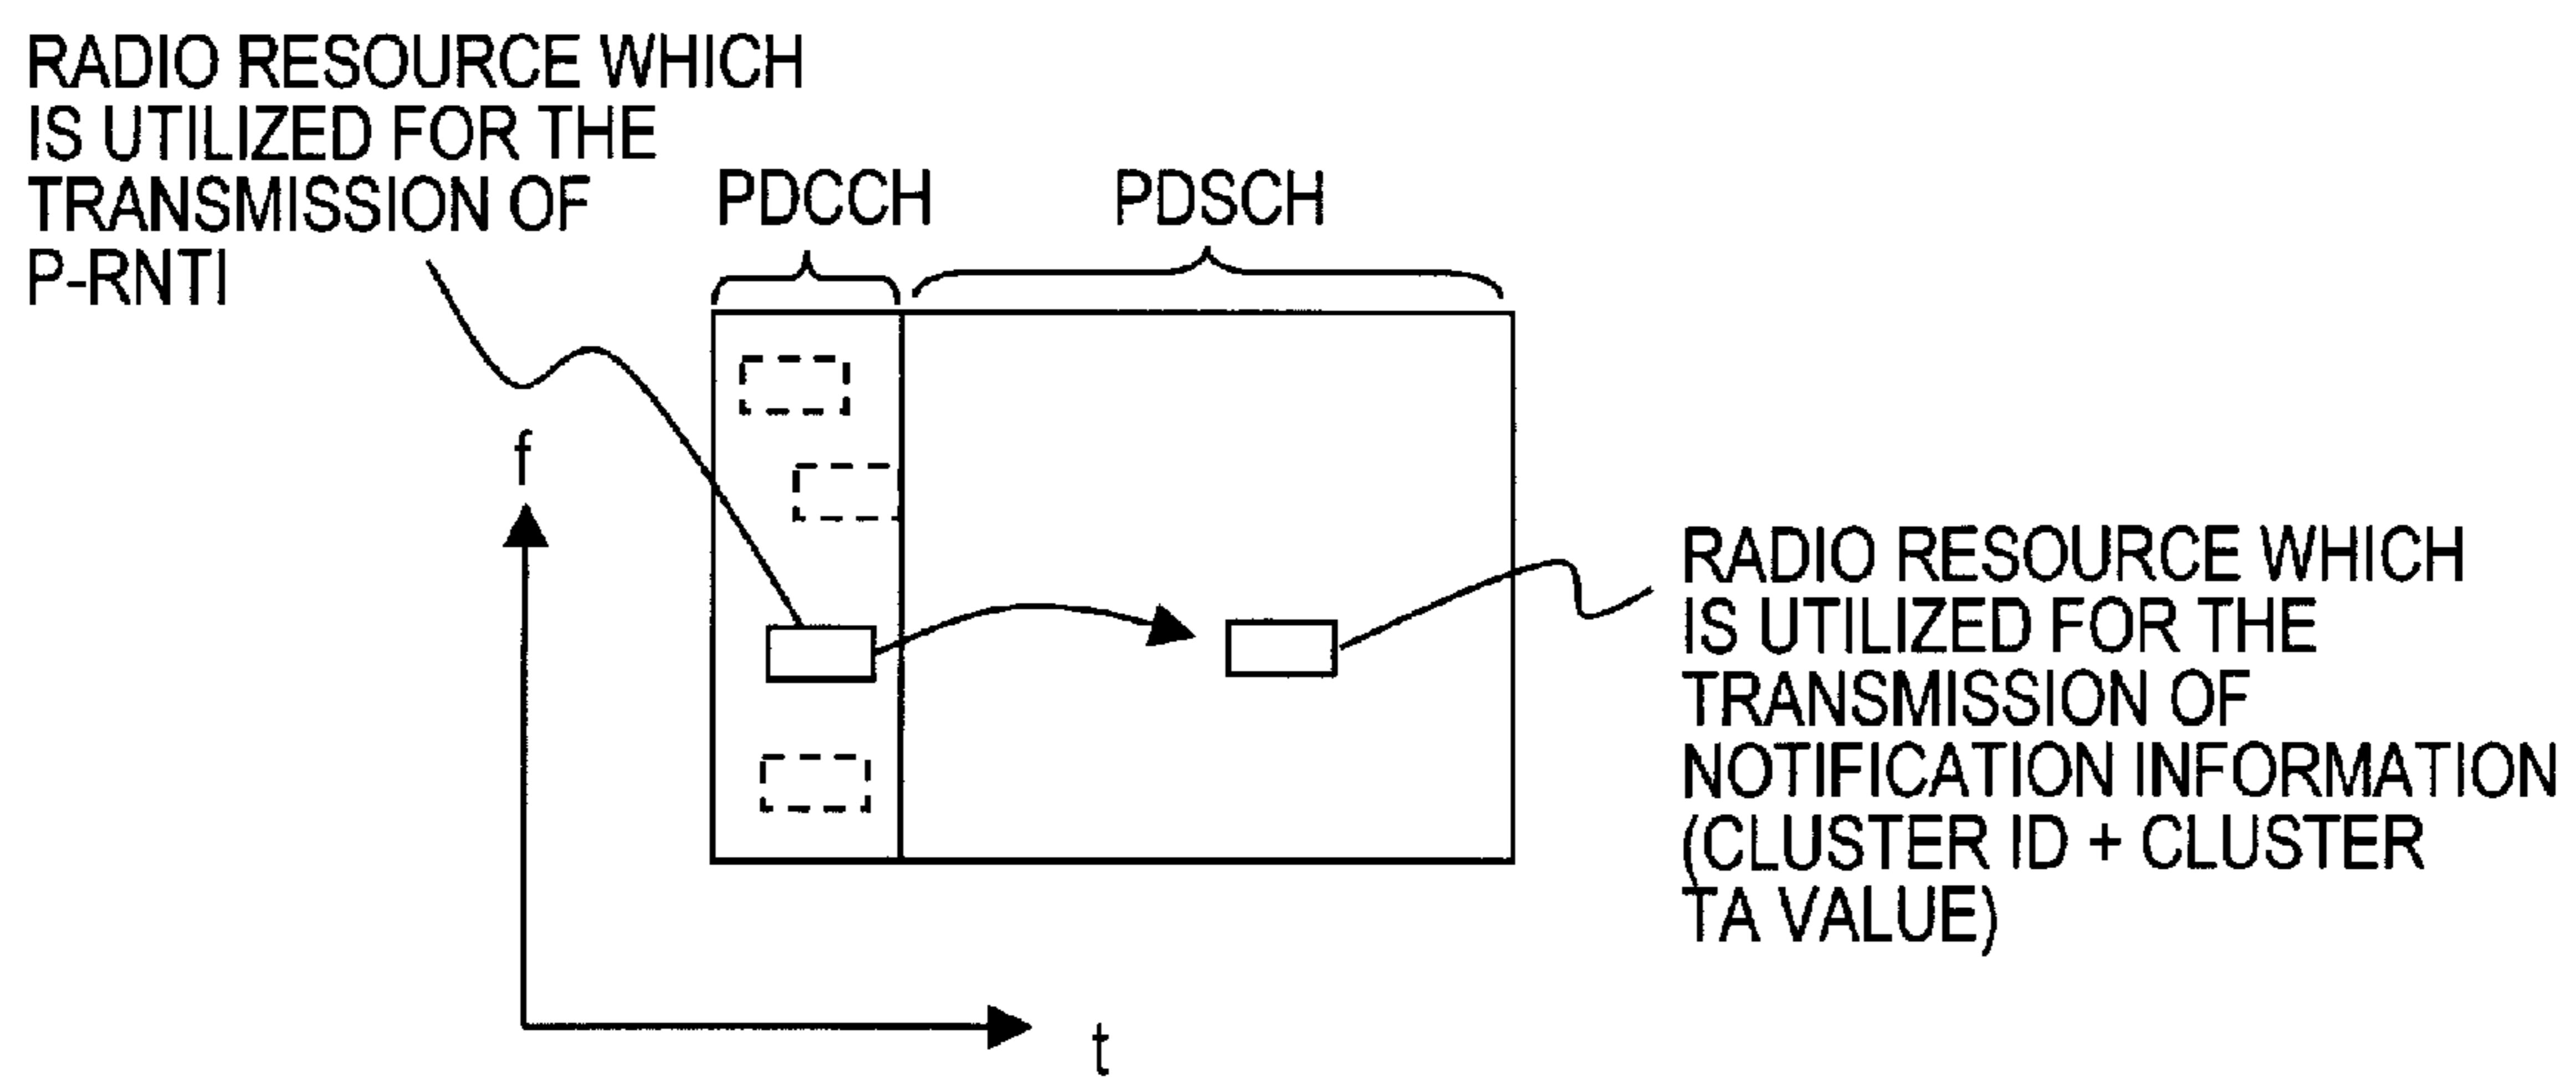 RADIO RESOURCE WHICH
IS UTILIZED FOR THE
TRANSMISSION OF
P-RNTI
PDCCH
PDSCH
f
RADIO RESOURCE WHICH
IS UTILIZED FOR THE
TRANSMISSION OF
NOTIFICATION INFORMATION
(CLUSTER ID + CLUSTER
TA VALUE)
t